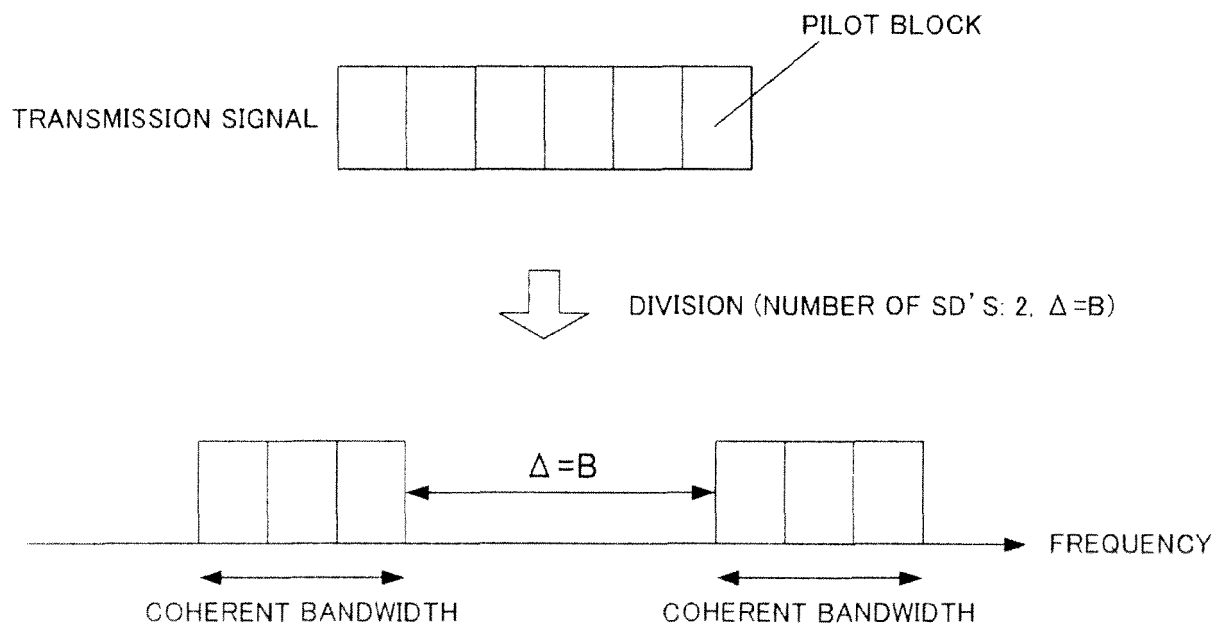 PILOT BLOCK
TRANSMISSION SIGNAL
DIVISION (NUMBER OF SD'S: 2, Δ=B)
Δ=B
FREQUENCY
COHERENT BANDWIDTH
COHERENT BANDWIDTH